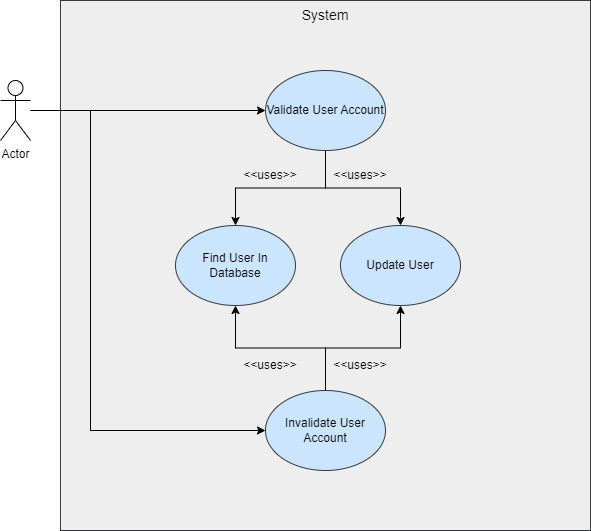 System
Validate User Account
Actor
<<uses>>
<<uses>>
Find User In
Database
Update User
<<uses>>
<<uses>>
Invalidate User
Account